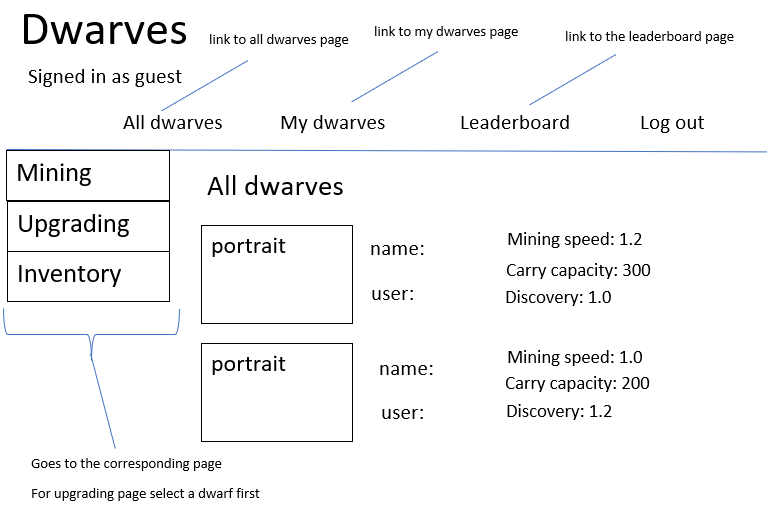 Dwarves
link to all dwarves page
link to my dwarves page
link to the leaderboard page
Signed in as guest
All dwarves
My dwarves
Leaderboard
Log out
Mining
Upgrading
Inventory
All dwarves
portrait
name:
user:
Mining speed: 1.2
Carry capacity: 300
Discovery: 1.0
portrait
name:
user:
Mining speed: 1.0
Carry capacity: 200
Discovery: 1.2
Goes to the corresponding page
For upgrading page select a dwarf first